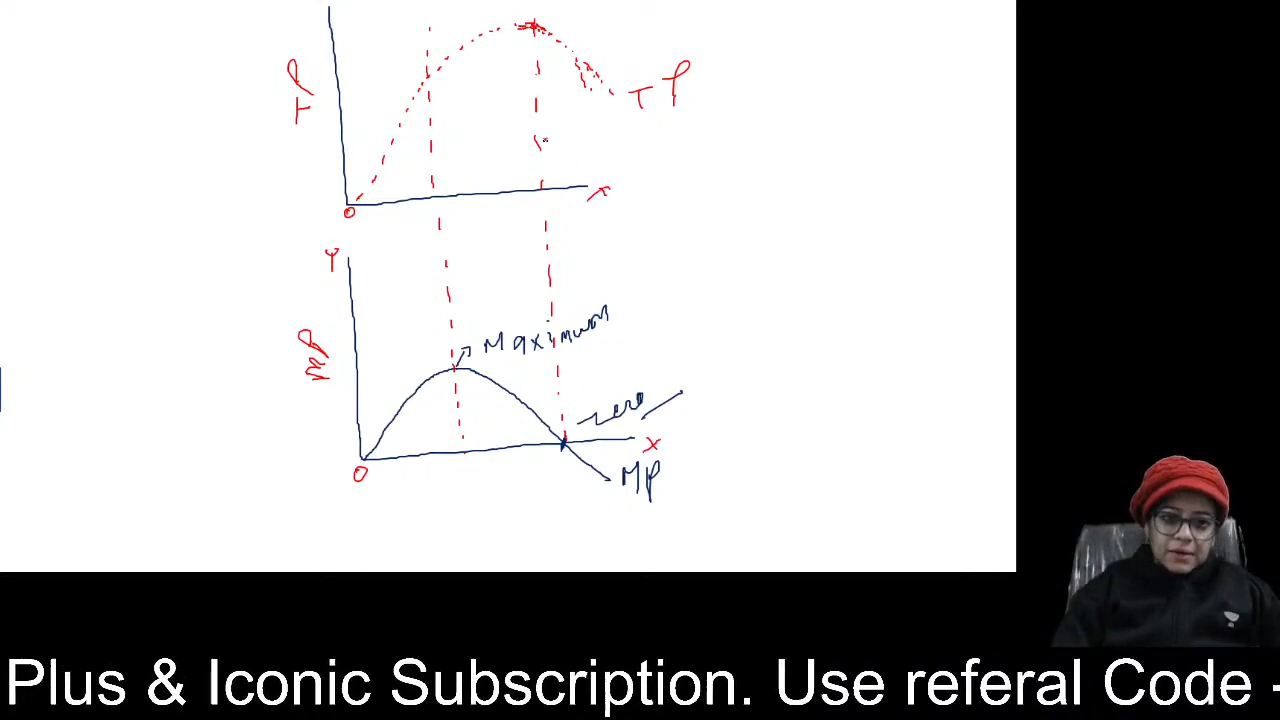 TP
TP
X
O
Y
Maximum
MP
Zero
X
MP
O
Plus & Iconic Subscription. Use referal Code -